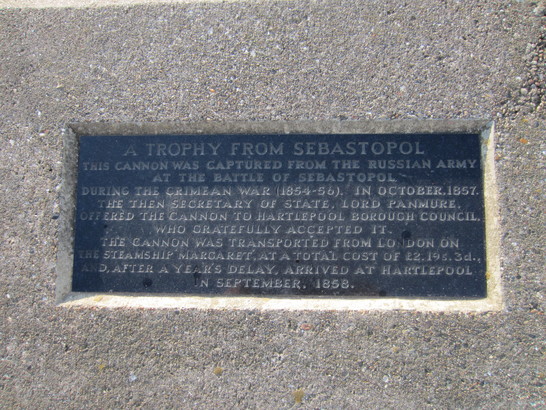 A TROPHY FROM SEBASTOPOL
THIS CANNON WAS CAPTURED FROM THE RUSSIAN ARMY
AT THE BATTLE OF SEBASTOPOL
DURING THE CRIMEAN WAR (1854-56). IN OCTOBER, 1857,
THE THEN SECRETARY OF STATE, LORD PANMURE,
OFFERED THE CANNON TO HARTLEPOOL BOROUGH COUNCIL,
WHO GRATEFULLY ACCEPTED IT.
THE CANNON WAS TRANSPORTED FROM LONDON ON
THE STEAMSHIP MARGARET, AT A TOTAL COST OF £2.19s.3d.,
AND, AFTER A YEAR'S DELAY, ARRIVED AT HARTLEPOOL
IN SEPTEMBER, 1858.